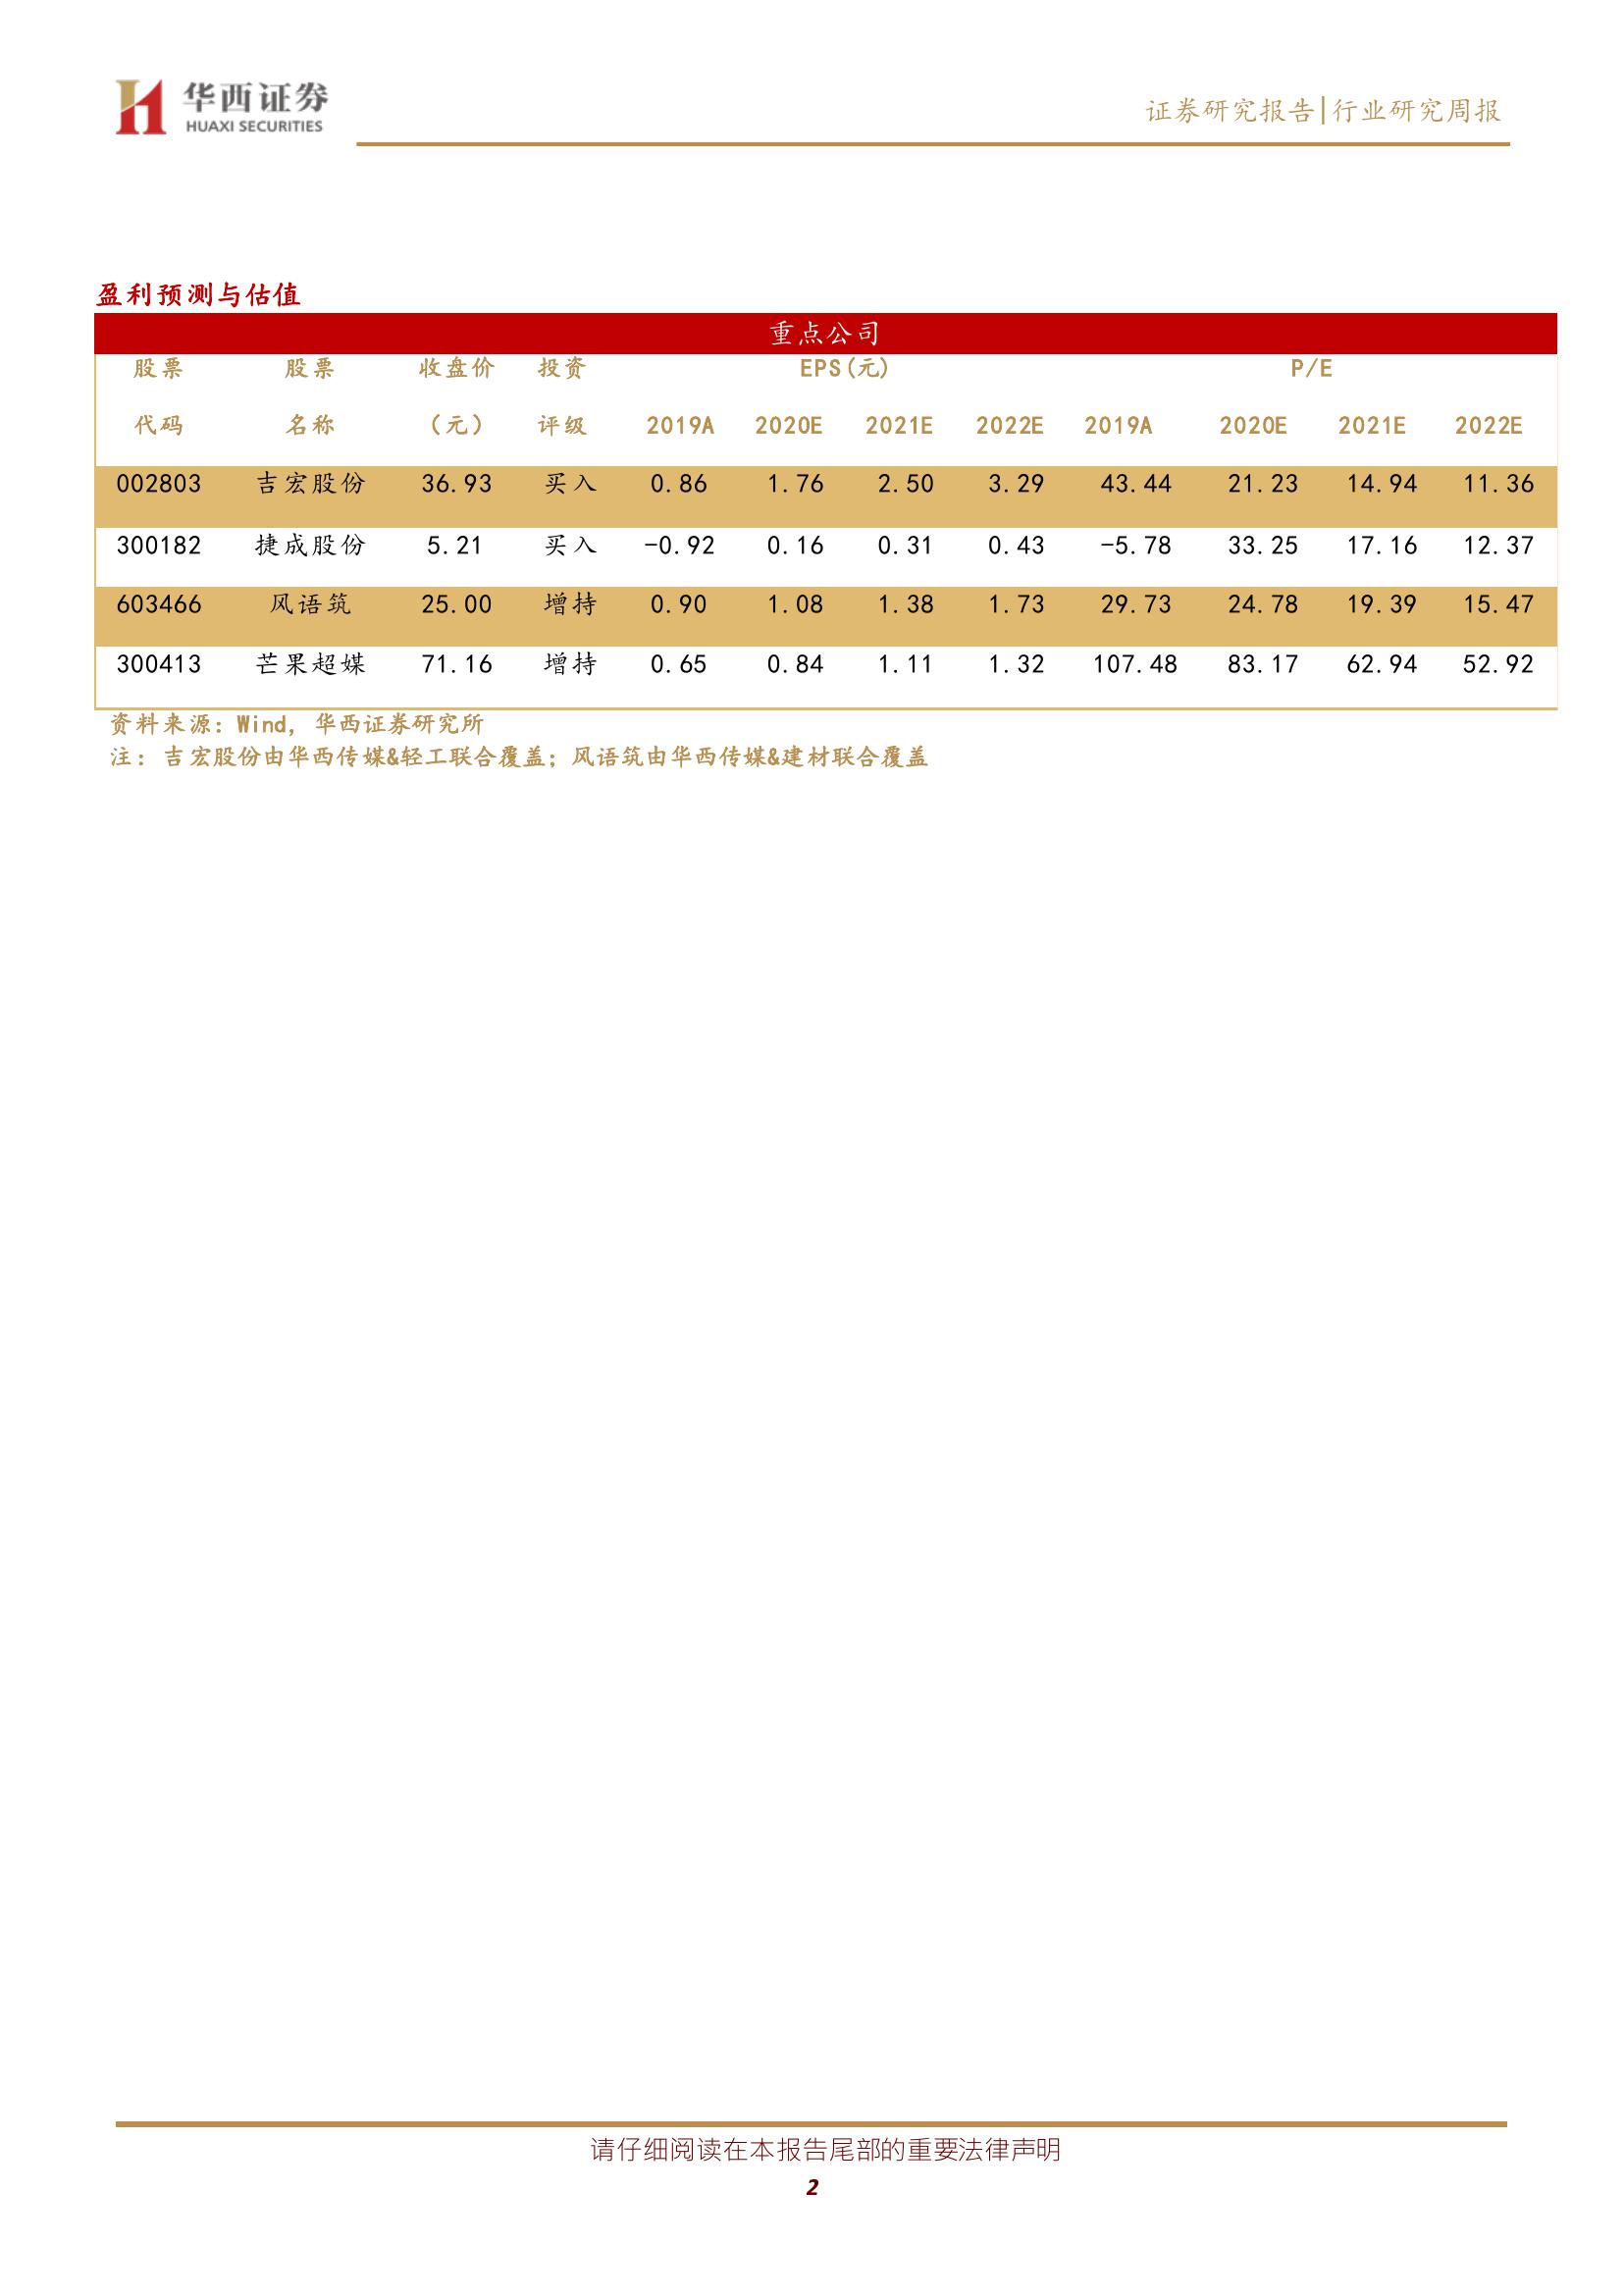 华西证券
HUAXI SECURITIES
证券研究报告|行业研究周报
盈利预测与估值
重点公司
股票 股票 收盘价 投资 EPS(元) P/E
代码 名称 （元） 评级 2019A 2020E 2021E 2022E 2019A 2020E 2021E 2022E
002803 吉宏股份 36.93 买入 0.86 1.76 2.50 3.29 43.44 21.23 14.94 11.36
300182 捷成股份 5.21 买入 -0.92 0.16 0.31 0.43 -5.78 33.25 17.16 12.37
603466 风语筑 25.00 增持 0.90 1.08 1.38 1.73 29.73 24.78 19.39 15.47
300413 芒果超媒 71.16 增持 0.65 0.84 1.11 1.32 107.48 83.17 62.94 52.92
资料来源：Wind，华西证券研究所
注：吉宏股份由华西传媒&轻工联合覆盖；风语筑由华西传媒&建材联合覆盖
请仔细阅读在本报告尾部的重要法律声明
2